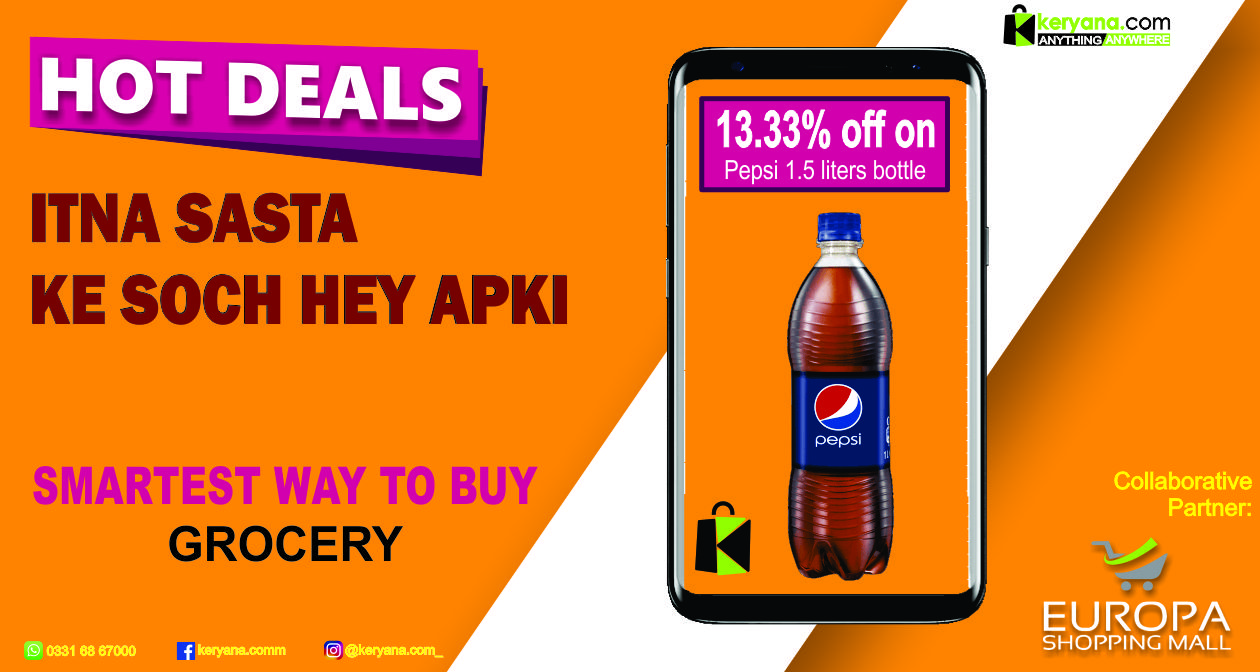 keryana.com
ANYTHING ANYWHERE
HOT DEALS
13.33% off on
Pepsi 1.5 liters bottle
ITNA SASTA
KE SOCH HEY APKI
pepsi
SMARTEST WAY TO BUY
GROCERY
Collaborative
Partner:
EUROPA
SHOPPING MALL
0331 68 67000
keryana.comm
@keryana.com_